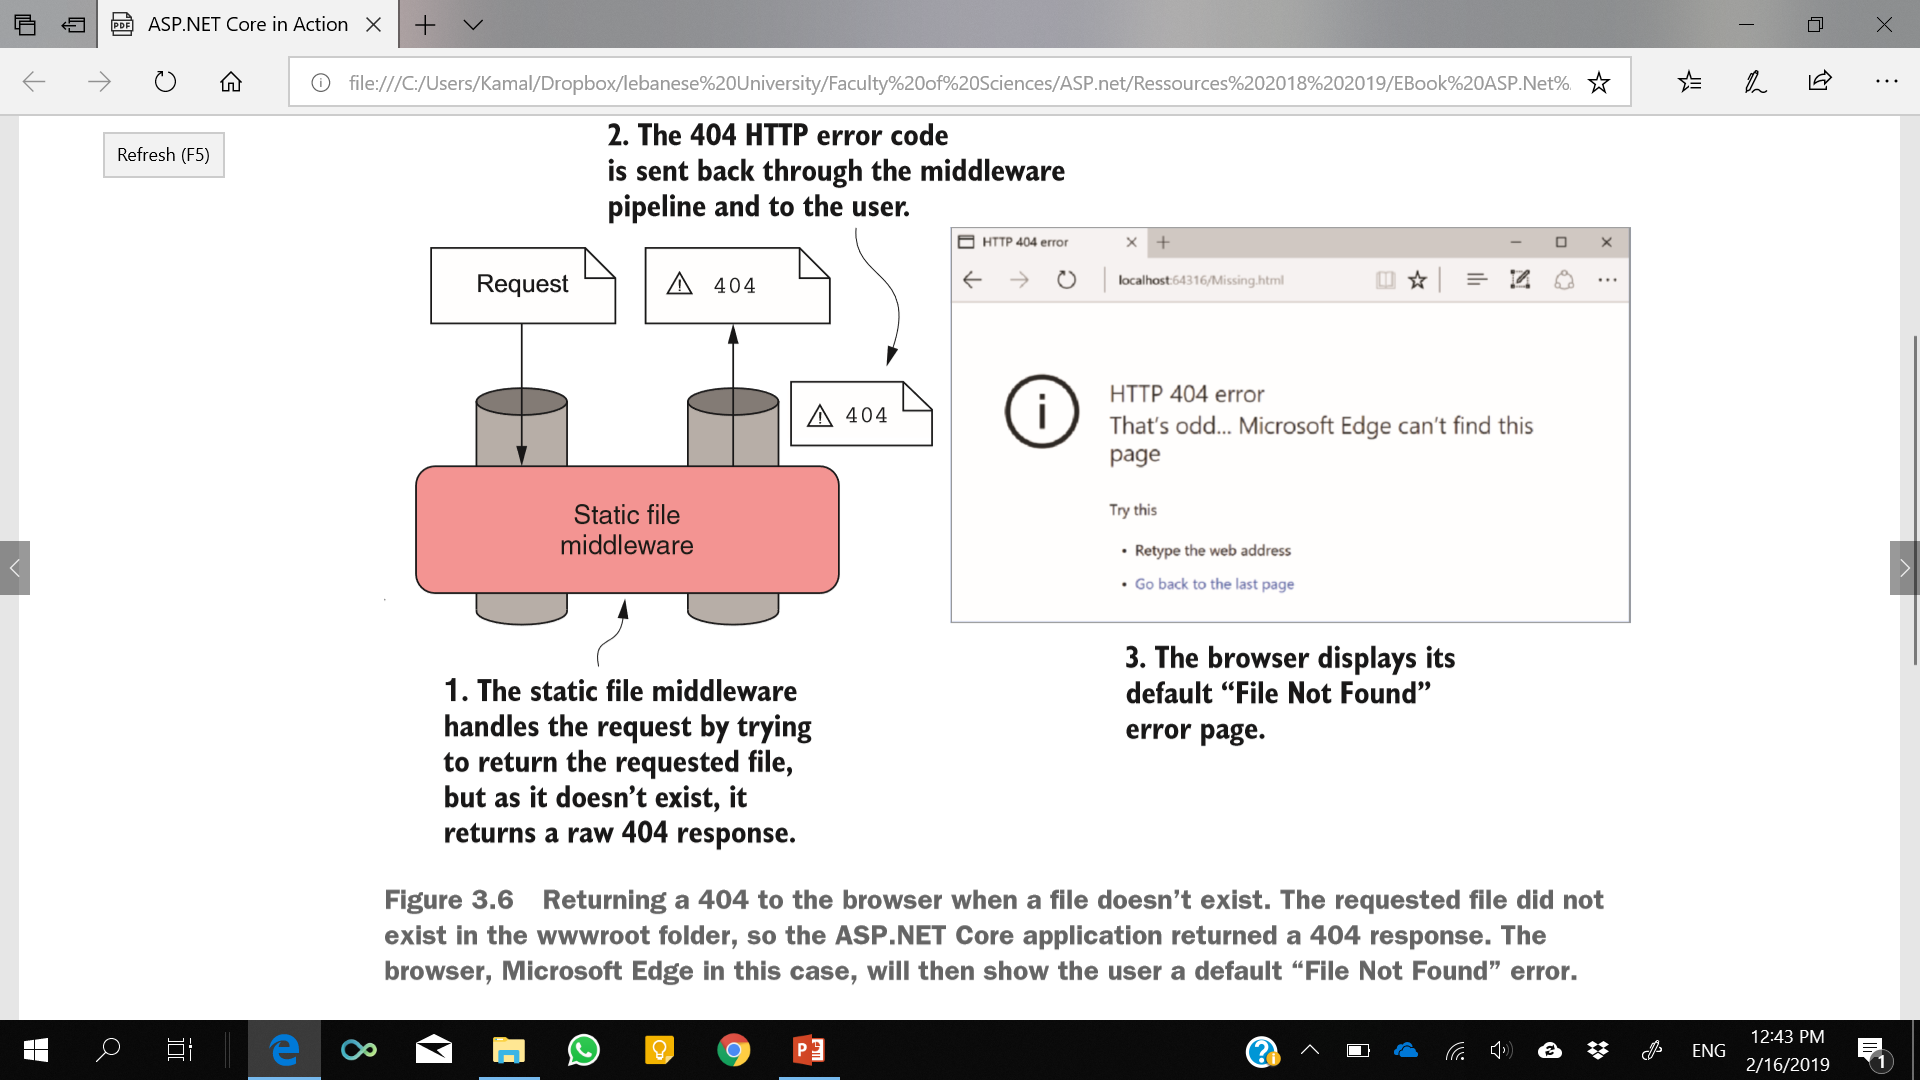 ASP.NET Core in Action
file:///C:/Users/Kamal/Dropbox/lebanese%20University/Faculty%20of%20Sciences/ASP.net/Ressources%202018%202019/EBook%20ASP.Net%.
Refresh (F5)
2. The 404 HTTP error code
is sent back through the middleware
pipeline and to the user.
Request
404
404
Static file
middleware
HTTP 404 error
localhost:64316/Missing.html
HTTP 404 error
That's odd... Microsoft Edge can't find this
page
Try this
• Retype the web address
• Go back to the last page
1. The static file middleware
handles the request by trying
to return the requested file,
but as it doesn't exist, it
returns a raw 404 response.
3. The browser displays its
default “File Not Found”
error page.
Figure 3.6 Returning a 404 to the browser when a file doesn't exist. The requested file did not
exist in the wwwroot folder, so the ASP.NET Core application returned a 404 response. The
browser, Microsoft Edge in this case, will then show the user a default “File Not Found” error.
ENG
12:43 PM
2/16/2019
1